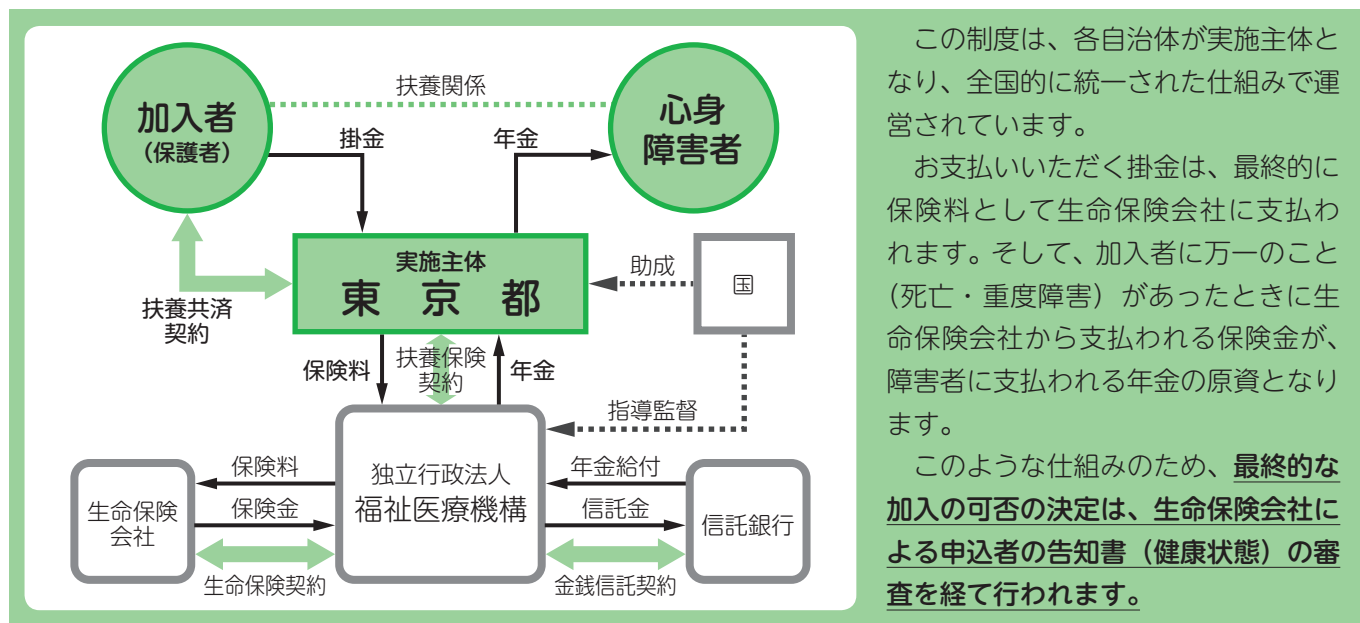 加入者
（保護者）
扶養関係
心身
障害者
掛金
年金
実施主体
東京都
助成
国
扶養共済
契約
保険料
扶養保険
契約
年金
指導監督
独立行政法人
福祉医療機構
保険料
保険金
生命保険
会社
生命保険契約
年金給付
信託金
信託銀行
金銭信託契約
この制度は、各自治体が実施主体と
なり、全国的に統一された仕組みで運
営されています。
お支払いいただく掛金は、最終的に
保険料として生命保険会社に支払わ
れます。そして、加入者に万一のこと
（死亡・重度障害）があったときに生
命保険会社から支払われる保険金が、
障害者に支払われる年金の原資となり
ます。
このような仕組みのため、最終的な
加入の可否の決定は、生命保険会社に
よる申込者の告知書（健康状態）の審
査を経て行われます。